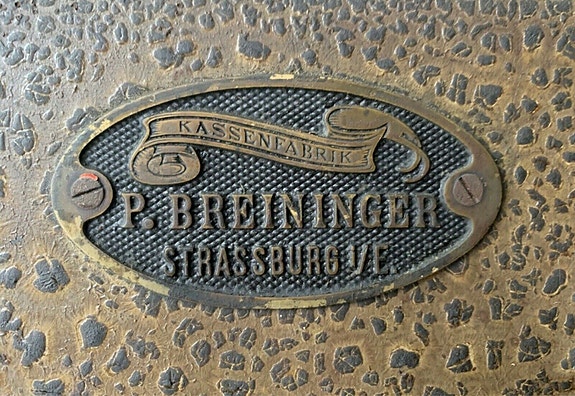 KASSENFABRIK
P. BREININGER
STRASSBURG I/E.